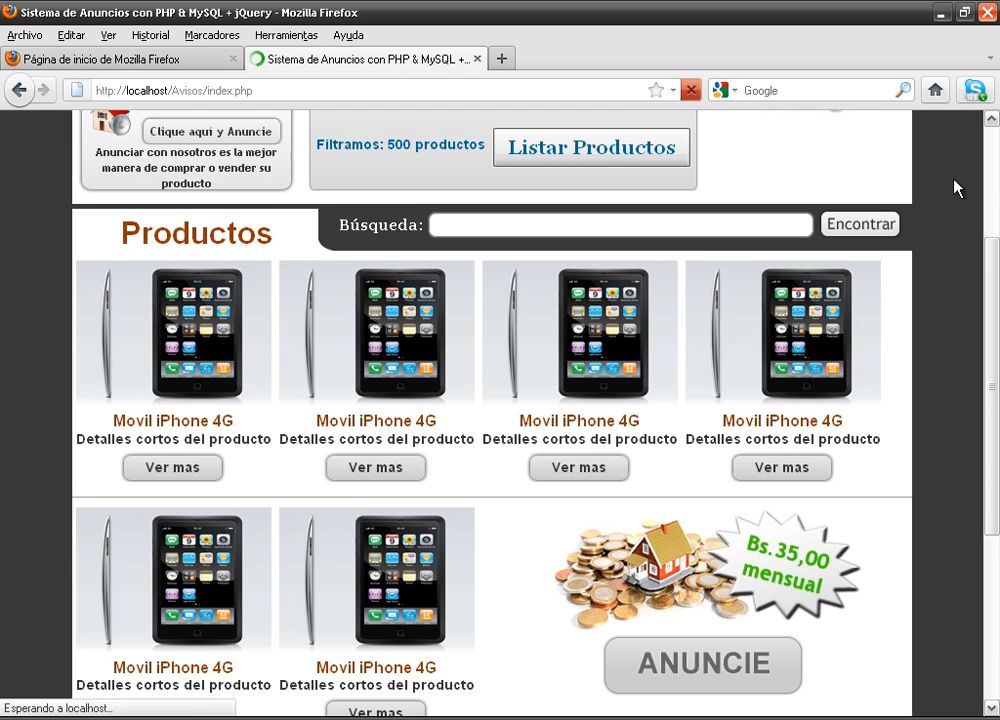 Sistema de Anuncios con PHP & MySQL + jQuery - Mozilla Firefox
Archivo Editar Ver Historial Marcadores Herramientas Ayuda
Página de inicio de Mozilla Firefox
Sistema de Anuncios con PHP & MySQL +...
http://localhost/Avisos/index.php
Google
Clique aqui y Anuncie
Anunciar con nosotros es la mejor
manera de comprar o vender su
producto
Filtramos: 500 productos
Listar Productos
Productos
Búsqueda:
Encontrar
Movil iPhone 4G
Detalles cortos del producto
Ver mas
Movil iPhone 4G
Detalles cortos del producto
Ver mas
Movil iPhone 4G
Detalles cortos del producto
Ver mas
Movil iPhone 4G
Detalles cortos del producto
Ver mas
Movil iPhone 4G
Detalles cortos del producto
Movil iPhone 4G
Detalles cortos del producto
Ver mas
Bs.35,00
mensual
ANUNCIE
Esperando a localhost...